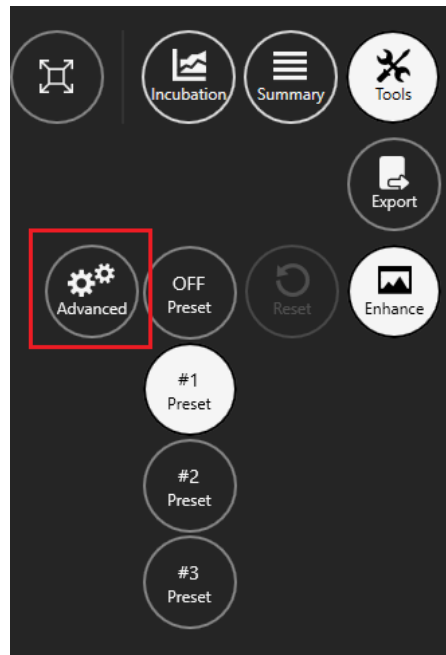 Incubation
Summary
Tools
Export
Advanced
OFF
Preset
Reset
Enhance
#1
Preset
#2
Preset
#3
Preset